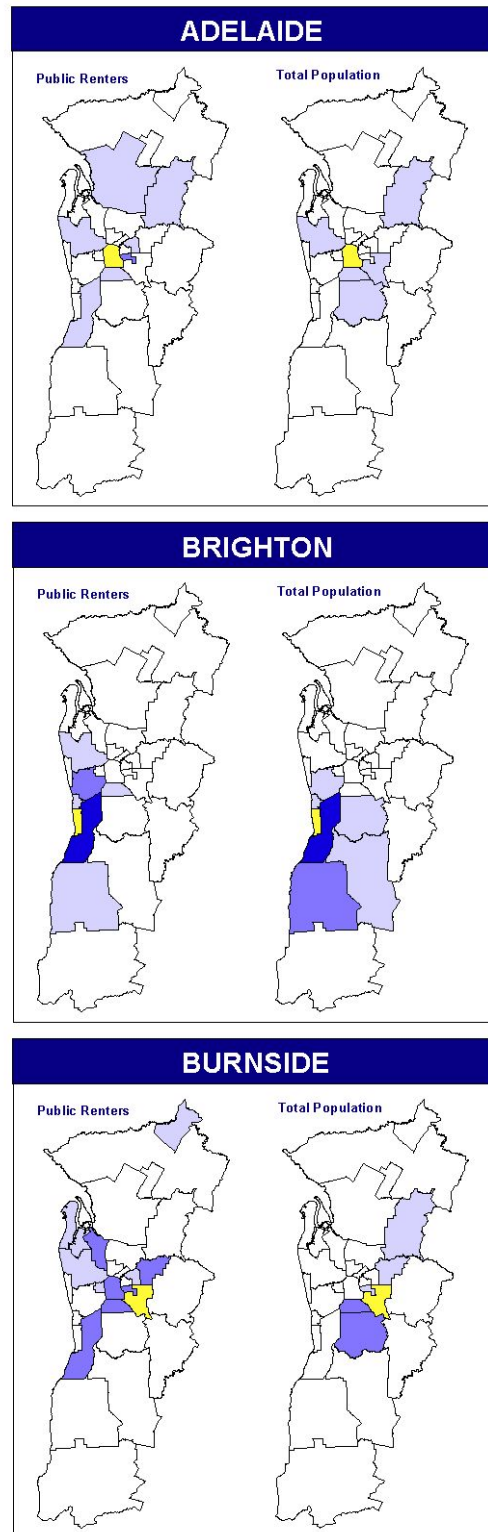 ADELAIDE
Public Renters
Total Population
BRIGHTON
Public Renters
Total Population
BURNSIDE
Public Renters
Total Population